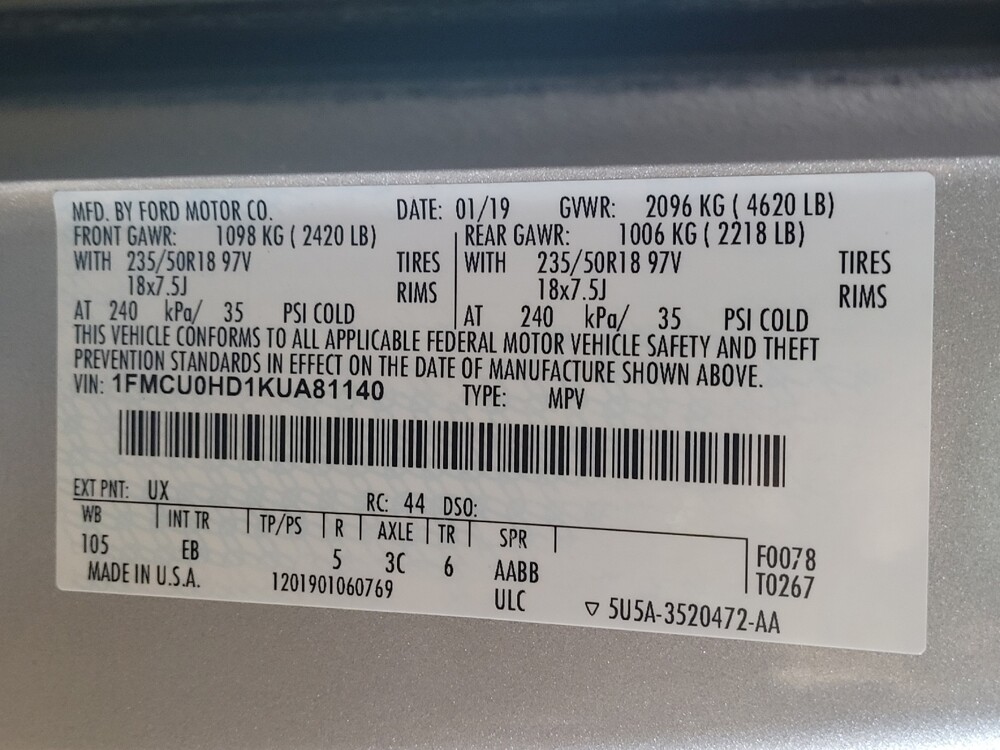 MFD. BY FORD MOTOR CO. DATE: 01/19 GVWR: 2096 KG ( 4620 LB)
FRONT GAWR: 1098 KG ( 2420 LB) REAR GAWR: 1006 KG ( 2218 LB)
WITH 235/50R18 97V TIRES WITH 235/50R18 97V TIRES
18x7.5J RIMS 18x7.5J RIMS
AT 240 kPa/ 35 PSI COLD AT 240 kPa/ 35 PSI COLD
THIS VEHICLE CONFORMS TO ALL APPLICABLE FEDERAL MOTOR VEHICLE SAFETY AND THEFT
PREVENTION STANDARDS IN EFFECT ON THE DATE OF MANUFACTURE SHOWN ABOVE.
VIN: 1FMCU0HD1KUA81140 TYPE: MPV
EXT PNT: UX RC: 44 DSO:
WB INT TR TP/PS R AXLE TR SPR
105 EB 5 3C 6 AABB F0078
MADE IN U.S.A. 1201901060769 ULC T0267
▽ 5U5A-3520472-AA